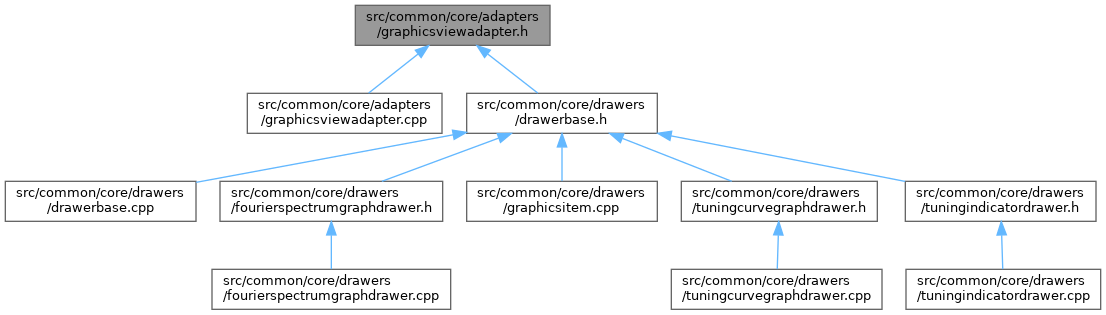 src/common/core/adapters
/graphicsviewadapter.h
src/common/core/adapters
/graphicsviewadapter.cpp
src/common/core/drawers
/drawerbase.h
src/common/core/drawers
/drawerbase.cpp
src/common/core/drawers
/fourierspectrumgraphdrawer.h
src/common/core/drawers
/graphicsitem.cpp
src/common/core/drawers
/tuningcurvegraphdrawer.h
src/common/core/drawers
/tuningindicatordrawer.h
src/common/core/drawers
/fourierspectrumgraphdrawer.cpp
src/common/core/drawers
/tuningcurvegraphdrawer.cpp
src/common/core/drawers
/tuningindicatordrawer.cpp